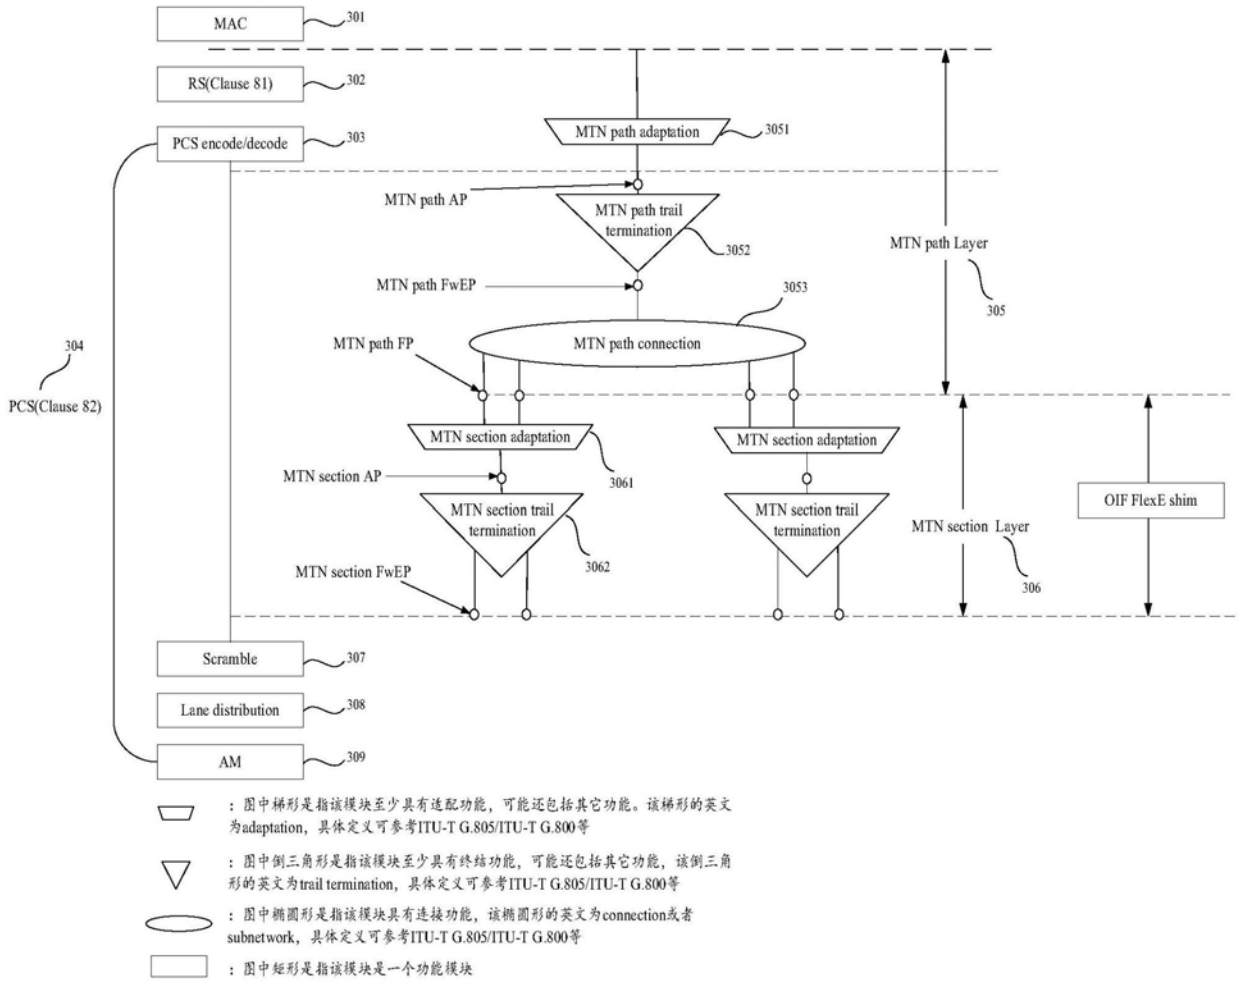 MAC
301
RS(Clause 81)
302
MTN path adaptation
3051
PCS encode/decode
303
MTN path AP
MTN path trail
termination
3052
MTN path Layer
305
MTN path FwEP
3053
MTN path FP
MTN path connection
304
PCS(Clause 82)
MTN section adaptation
3061
MTN section adaptation
MTN section AP
MTN section trail
termination
3062
MTN section trail
termination
MTN section Layer
306
OIF FlexE shim
MTN section FwEP
Scramble
307
Lane distribution
308
AM
309
：图中梯形是指该模块至少具有适配功能，可能还包括其它功能。该梯形的英文
为adaptation，具体定义可参考ITU-T G.805/ITU-T G.800等
：图中倒三角形是指该模块至少具有终结功能，可能还包括其它功能，该倒三角
形的英文为trail termination，具体定义可参考ITU-T G.805/ITU-T G.800等
：图中椭圆形是指该模块具有连接功能，该椭圆形的英文为connection或者
subnetwork，具体定义可参考ITU-T G.805/ITU-T G.800等
：图中矩形是指该模块是一个功能模块